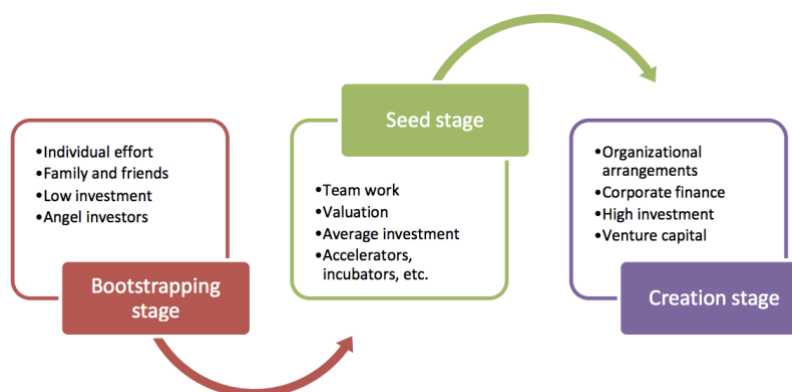 •Individual effort
•Family and friends
•Low investment
•Angel investors
Bootstrapping
stage
Seed stage
•Team work
•Valuation
•Average investment
•Accelerators,
incubators, etc.
•Organizational
arrangements
•Corporate finance
•High investment
•Venture capital
Creation stage